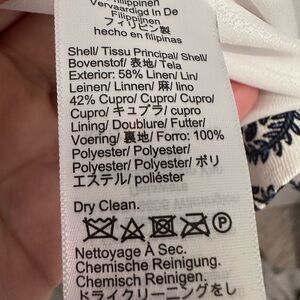 filippinen
Vervaardigd In De
Filippijnen
フィリピン製
hecho en filipinas
Shell/ Tissu Principal/ Shell/
Bovenstof/ 表地/ Tela
Exterior: 58% Linen/ Lin/
Leinen/ Linnen/ 麻/ lino
42% Cupro/ Cupro/ Cupro/
Cupro/ キュプラ/ cupro
Lining/ Doublure/ Futter/
Voering/ 裏地/ Forro: 100%
Polyester/ Polyester/
Polyester/ Polyester/ ポリ
エステル/ poliéster
Dry Clean.
P
Nettoyage À Sec.
Chemische Reinigung.
Chemisch Reinigen.
ドライクリーニングをし